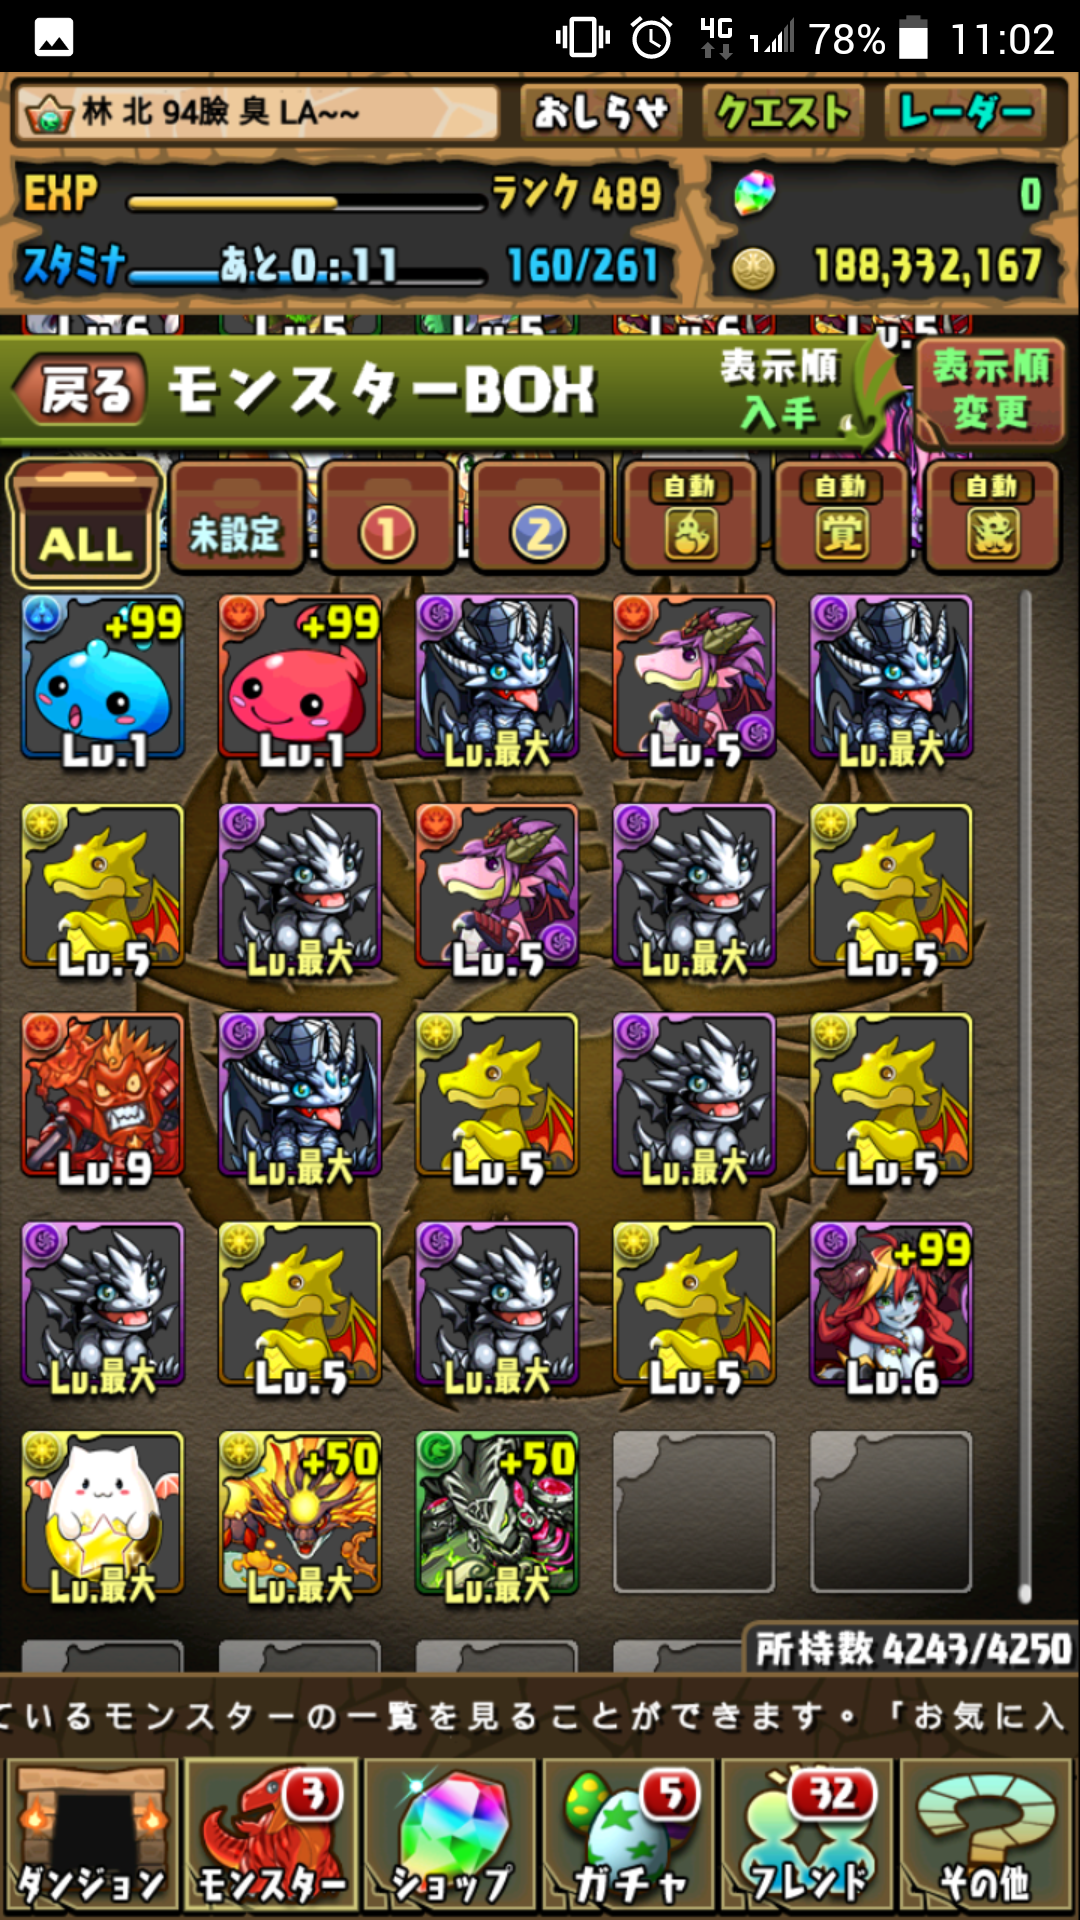 4G 1 78% 11:02
林 北 94臉 臭 LA~~ おしらせ クエスト レーダー
EXP ランク 489 0
スタミナ あと 0:11 160/261 188,332,167
戻る モンスターBOX 表示順 入手 表示順 変更
ALL 未設定 1 2 自動 自動 覚 自動
+99 +99
Lv.1 Lv.1 Lv.最大 Lv.5 Lv.最大
Lv.5 Lv.最大 Lv.5 Lv.最大 Lv.5
Lv.9 Lv.最大 Lv.5 Lv.最大 Lv.5
+99
Lv.最大 Lv.5 Lv.最大 Lv.5 Lv.6
+50 +50
Lv.最大 Lv.最大 Lv.最大
所持数 4243/4250
ているモンスターの一覧を見ることができます。「お気に入
3 5 32
ダンジョン モンスター ショップ ガチャ フレンド その他